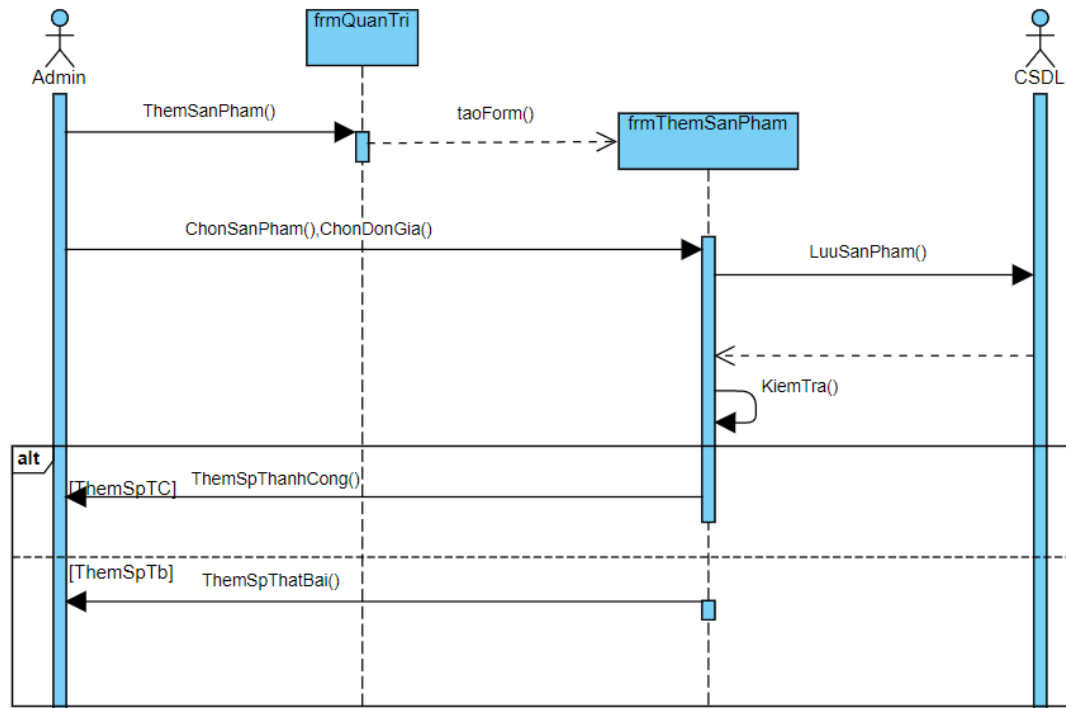 frmQuanTri
Admin
CSDL
ThemSanPham()
taoForm()
frmThemSanPham
ChonSanPham(),ChonDonGia()
LuuSanPham()
KiemTra()
alt
ThemSpThanhCong()
[ThemSpTC]
[ThemSpTb]
ThemSpThatBai()